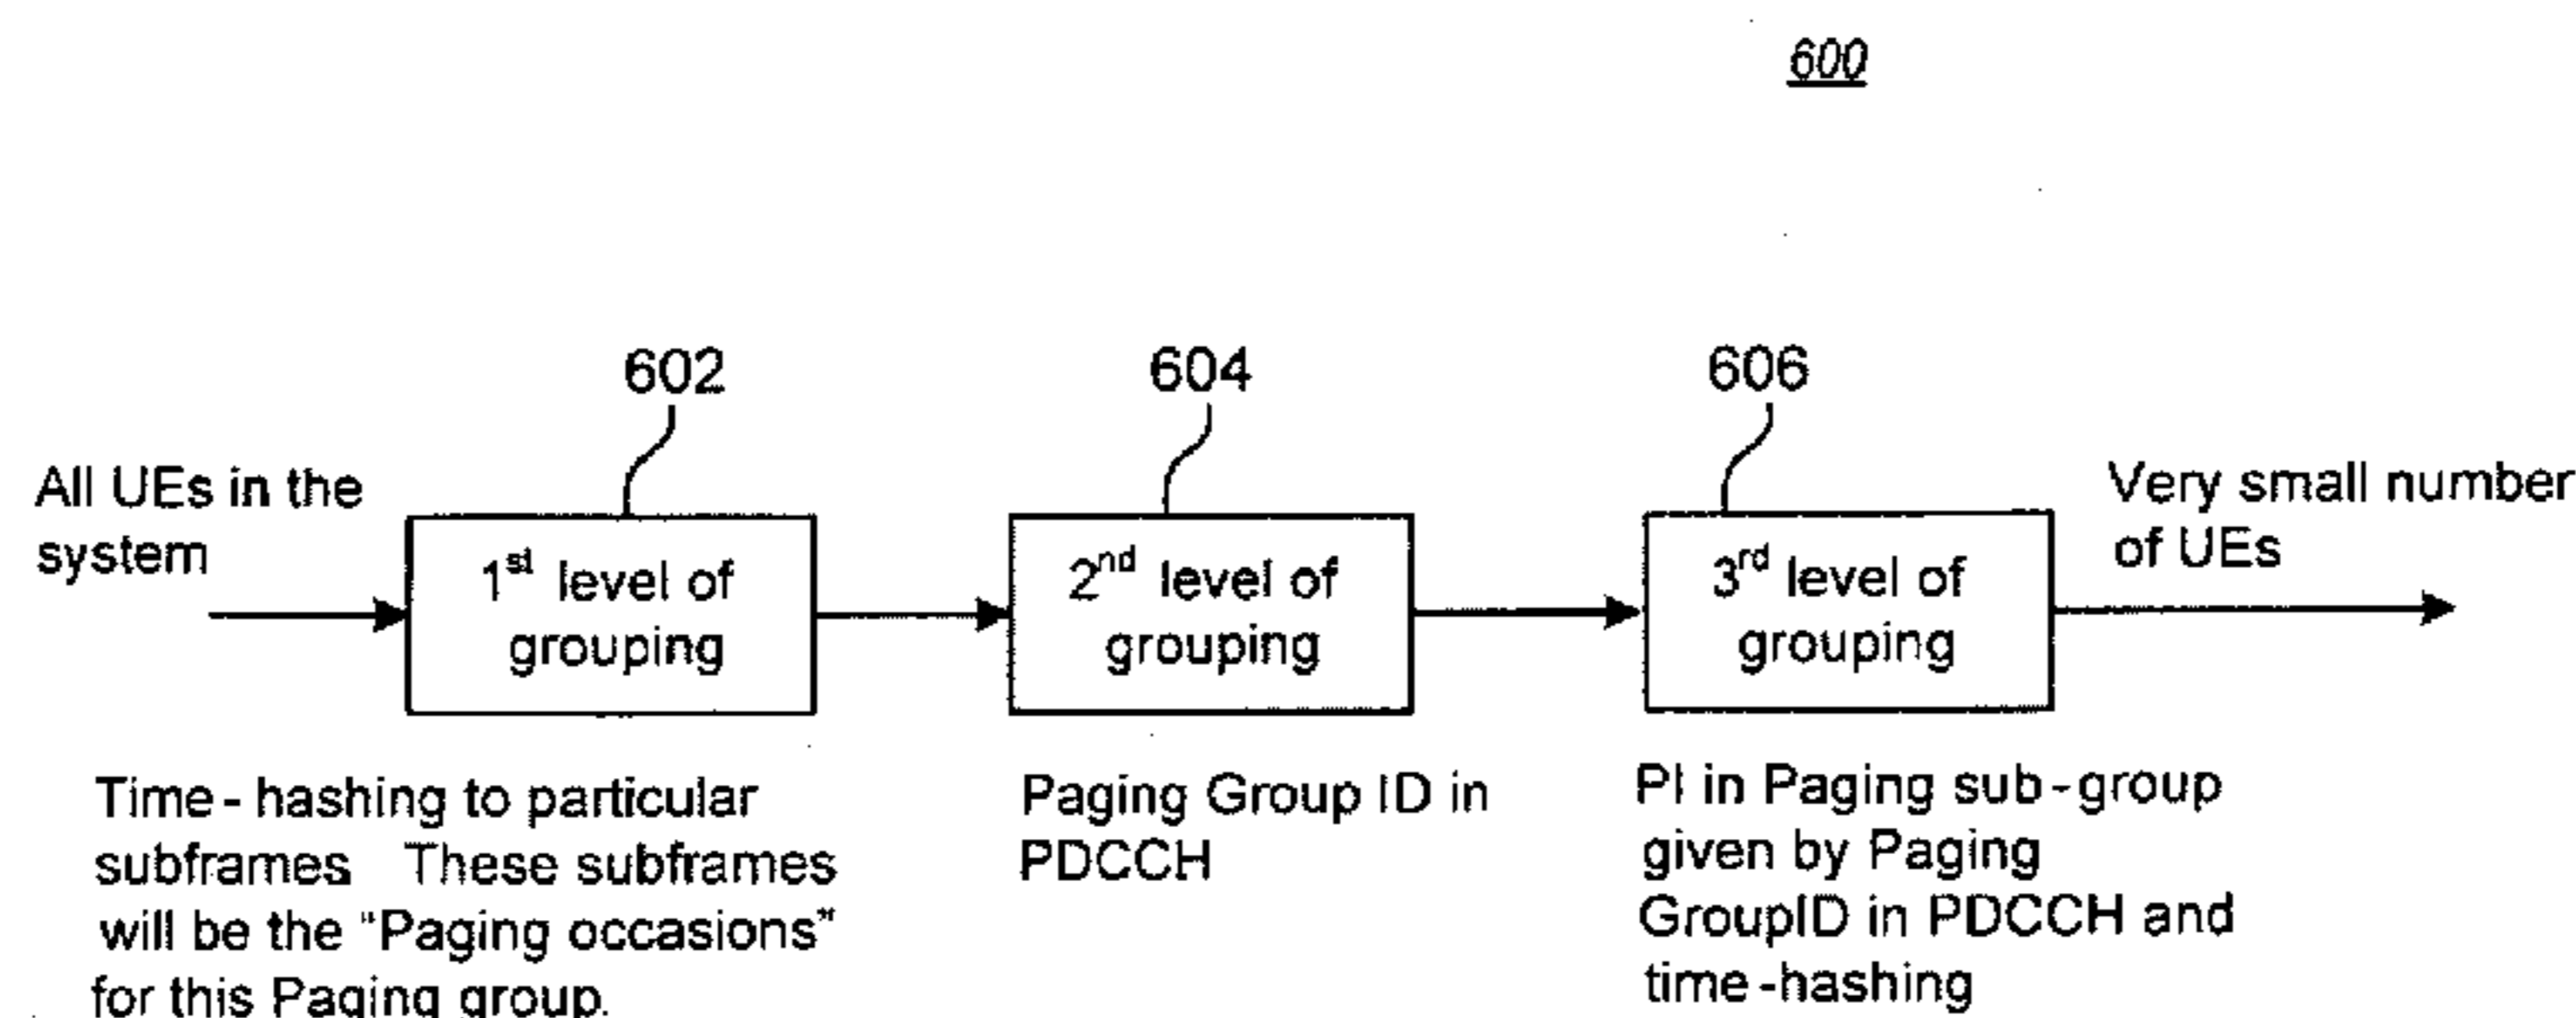 600
602
604
606
All UEs in the
system
1st level of
grouping
2nd level of
grouping
3rd level of
grouping
Very small number
of UEs
Time-hashing to particular
subframes These subframes
will be the "Paging occasions"
for this Paging group.
Paging Group ID in
PDCCH
PI in Paging sub-group
given by Paging
GroupID in PDCCH and
time-hashing